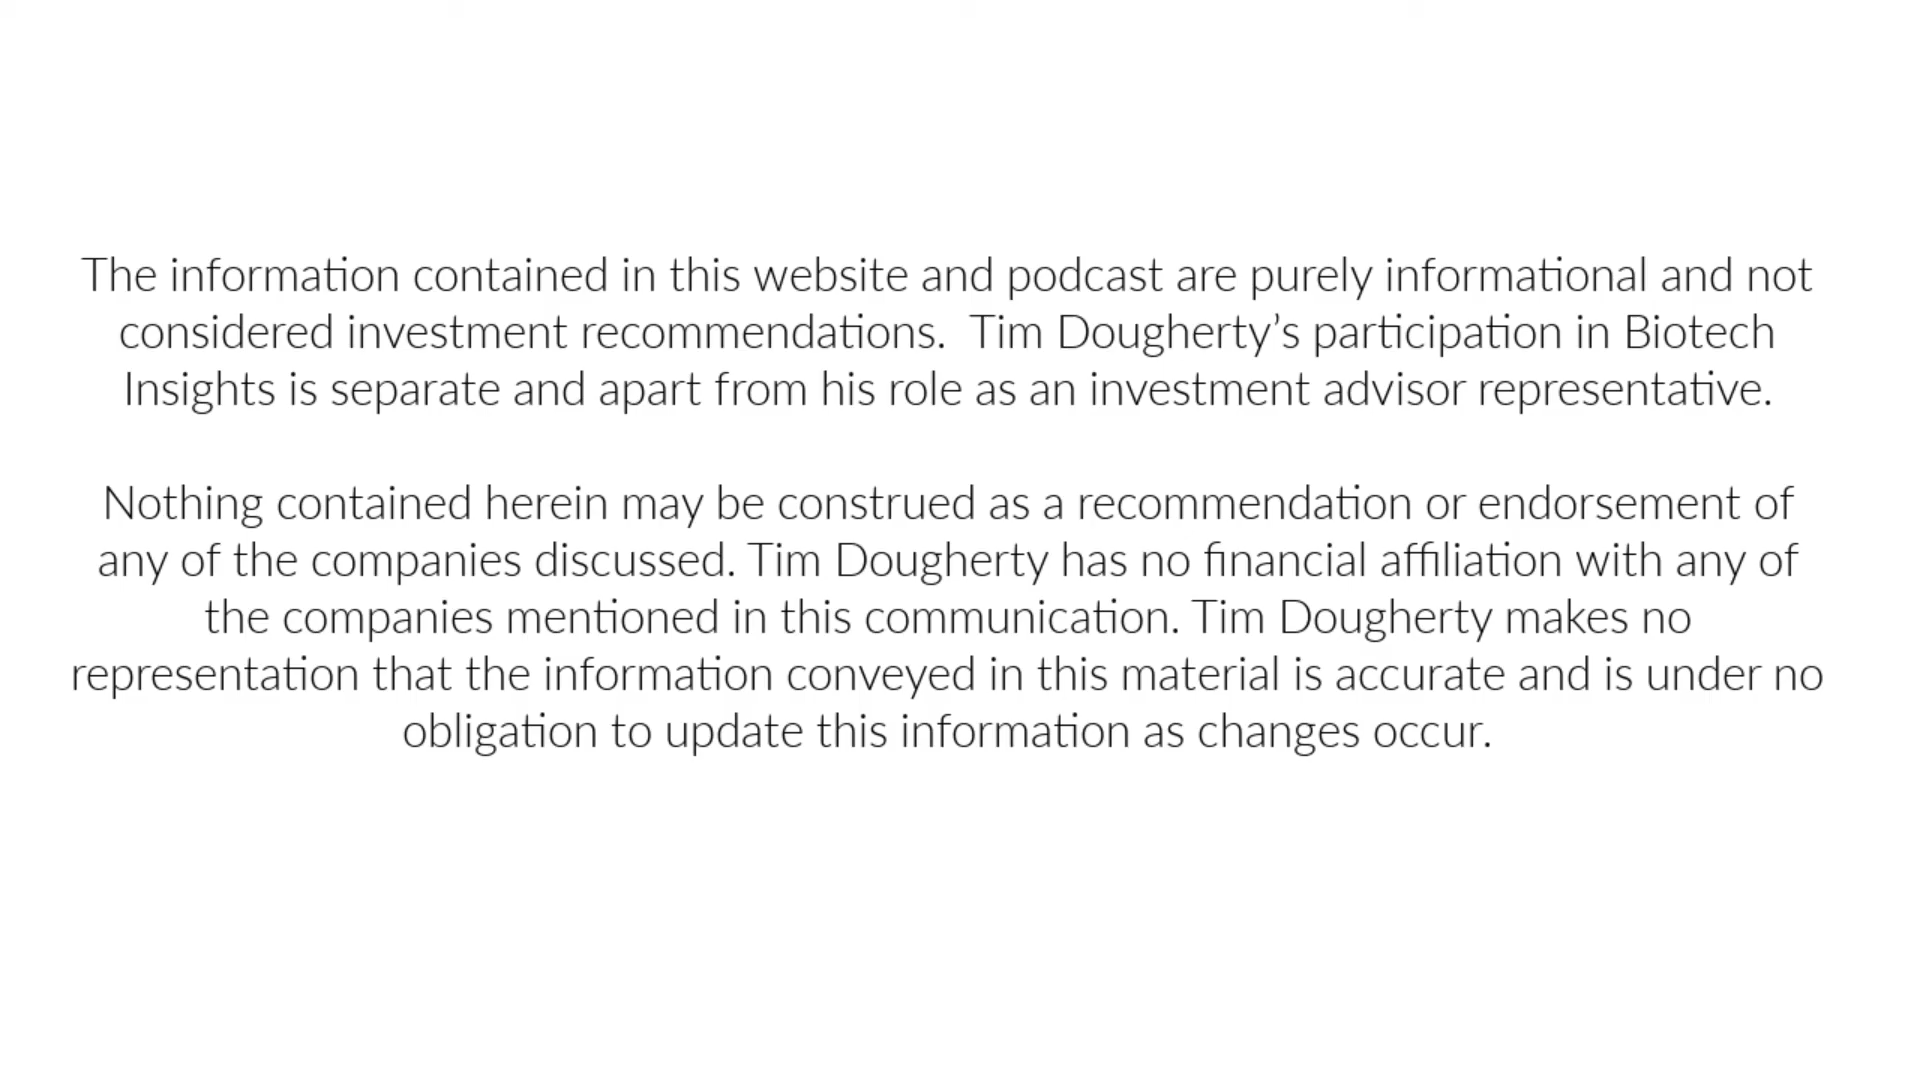 The information contained in this website and podcast are purely informational and not
considered investment recommendations.  Tim Dougherty’s participation in Biotech
Insights is separate and apart from his role as an investment advisor representative.
Nothing contained herein may be construed as a recommendation or endorsement of
any of the companies discussed. Tim Dougherty has no financial affiliation with any of
the companies mentioned in this communication. Tim Dougherty makes no
representation that the information conveyed in this material is accurate and is under no
obligation to update this information as changes occur.